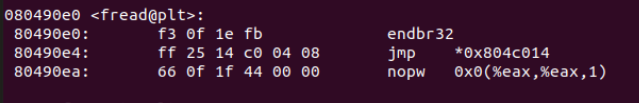 080490e0 <fread@plt>:
 80490e0:	f3 0f 1e fb	endbr32
 80490e4:	ff 25 14 c0 04 08	jmp    *0x804c014
 80490ea:	66 0f 1f 44 00 00	nopw   0x0(%eax,%eax,1)